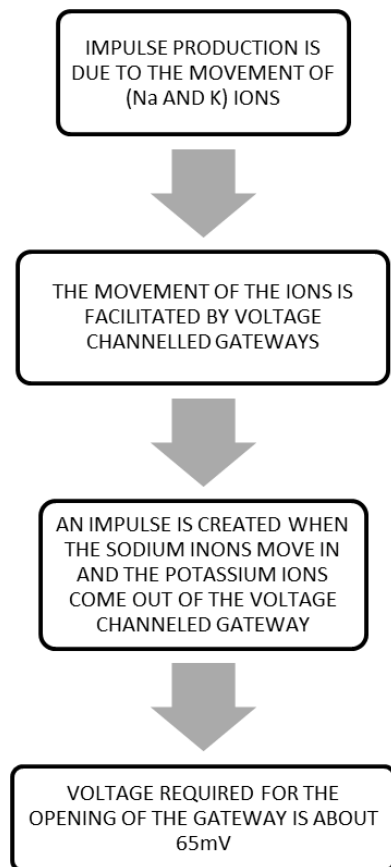 IMPULSE PRODUCTION IS
DUE TO THE MOVEMENT OF
(Na AND K) IONS
THE MOVEMENT OF THE IONS IS
FACILITATED BY VOLTAGE
CHANNELLED GATEWAYS
AN IMPULSE IS CREATED WHEN
THE SODIUM INONS MOVE IN
AND THE POTASSIUM IONS
COME OUT OF THE VOLTAGE
CHANNELED GATEWAY
VOLTAGE REQUIRED FOR THE
OPENING OF THE GATEWAY IS ABOUT
65mV